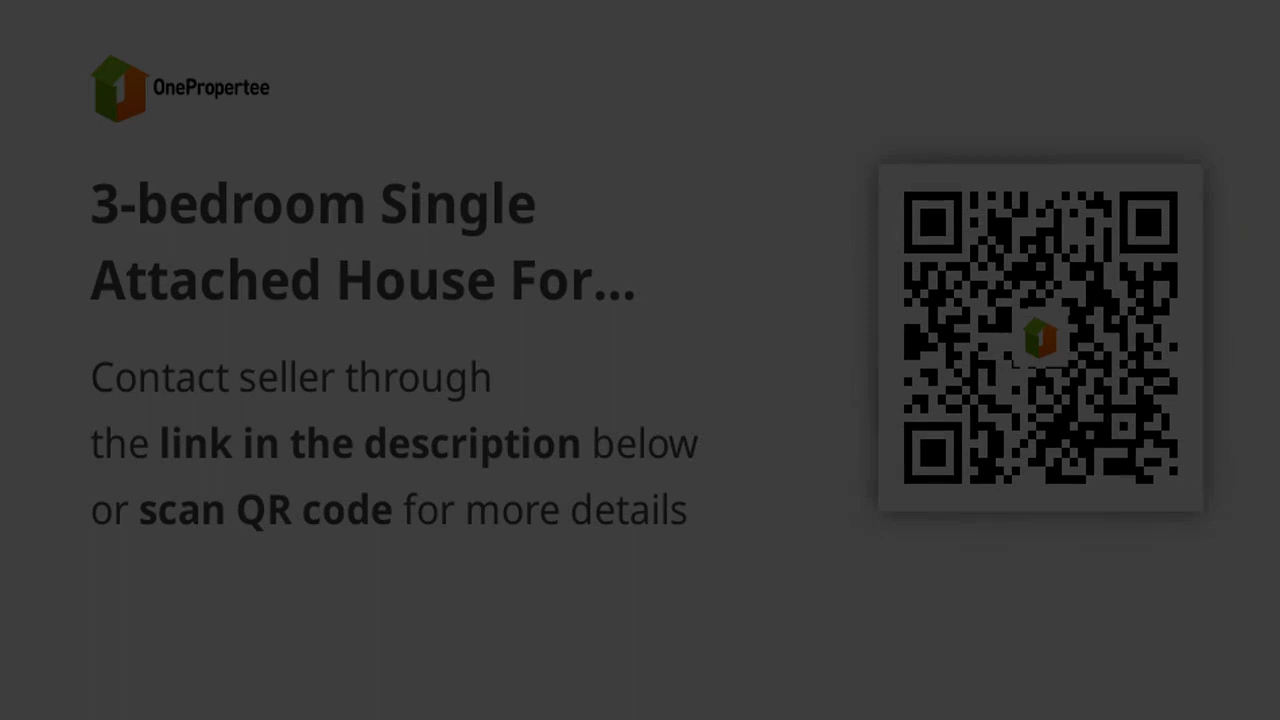 OnePropertee
3-bedroom Single
Attached House For...
Contact seller through
the link in the description below
or scan QR code for more details